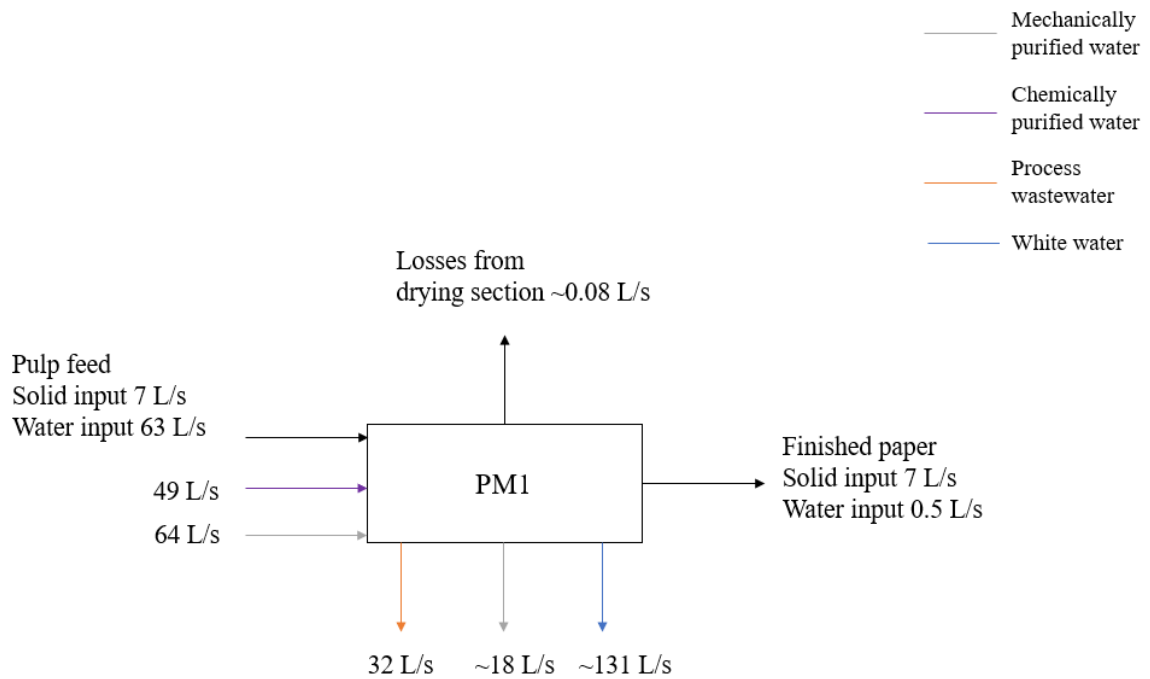 Mechanically
purified water
Chemically
purified water
Process
wastewater
White water
Losses from
drying section ~0.08 L/s
Pulp feed
Solid input 7 L/s
Water input 63 L/s
49 L/s
64 L/s
PM1
Finished paper
Solid input 7 L/s
Water input 0.5 L/s
32 L/s
~18 L/s
~131 L/s